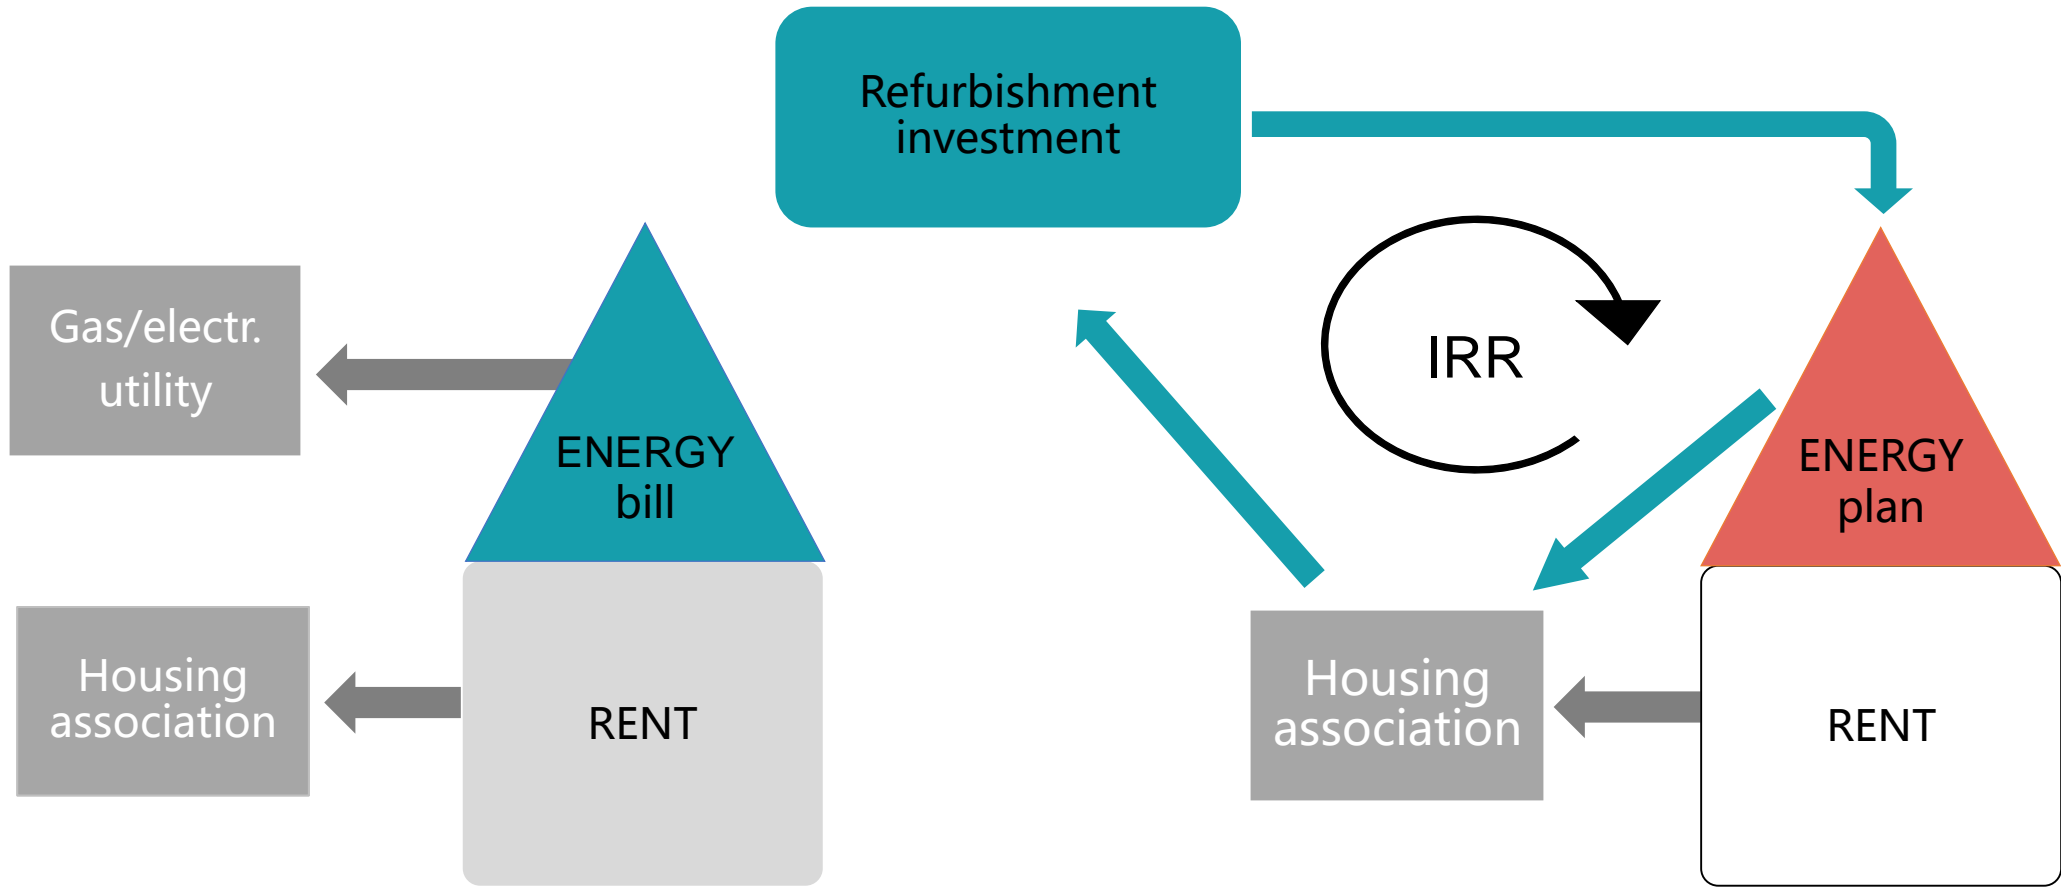 Refurbishment
investment
Gas/electr.
utility
ENERGY
bill
Housing
association
RENT
IRR
ENERGY
plan
Housing
association
RENT